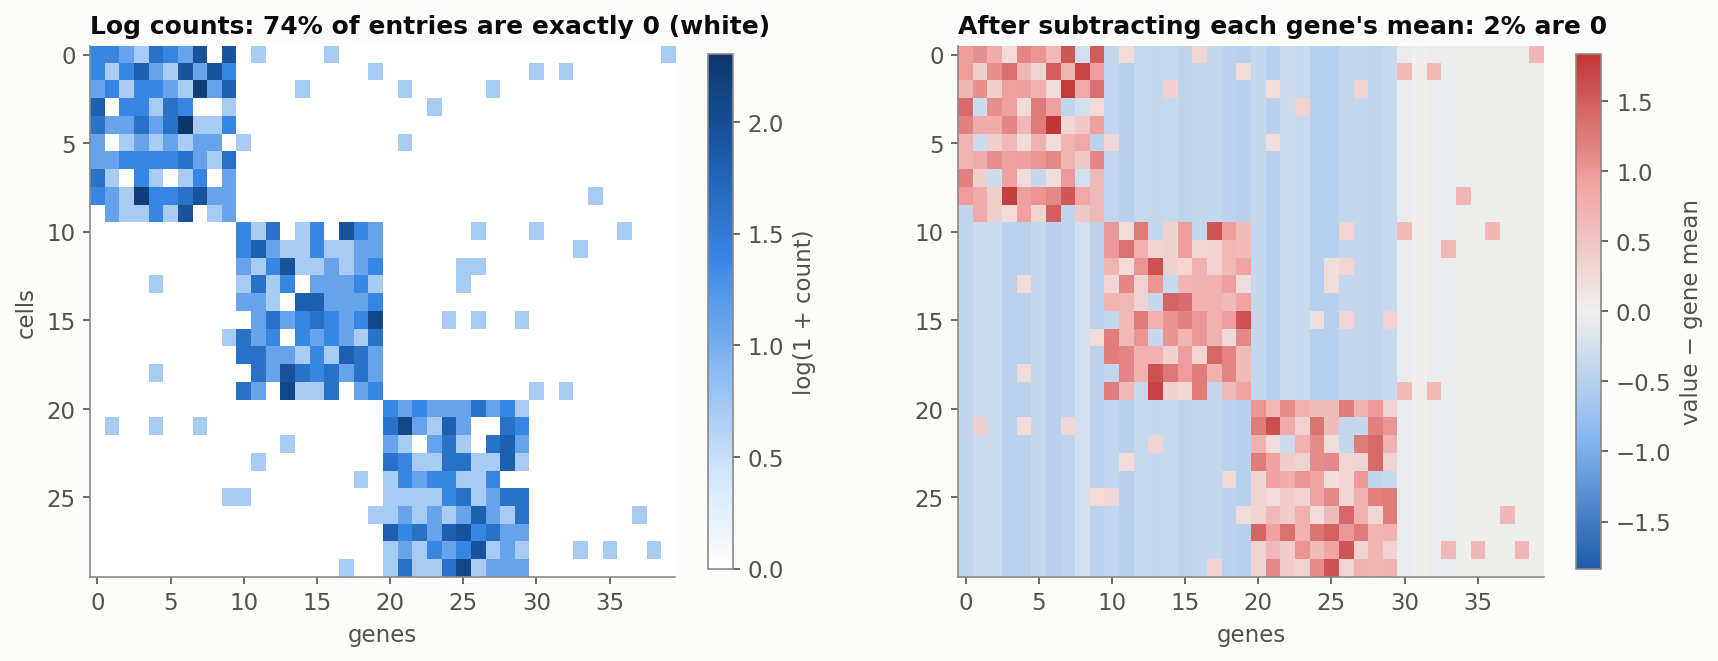 Log counts: 74% of entries are exactly 0 (white)
cells
0
5
10
15
20
25
0 5 10 15 20 25 30 35
genes
2.0
1.5
1.0
0.5
0.0
log(1 + count)
After subtracting each gene's mean: 2% are 0
0
5
10
15
20
25
0 5 10 15 20 25 30 35
genes
1.5
1.0
0.5
0.0
−0.5
−1.0
−1.5
value − gene mean